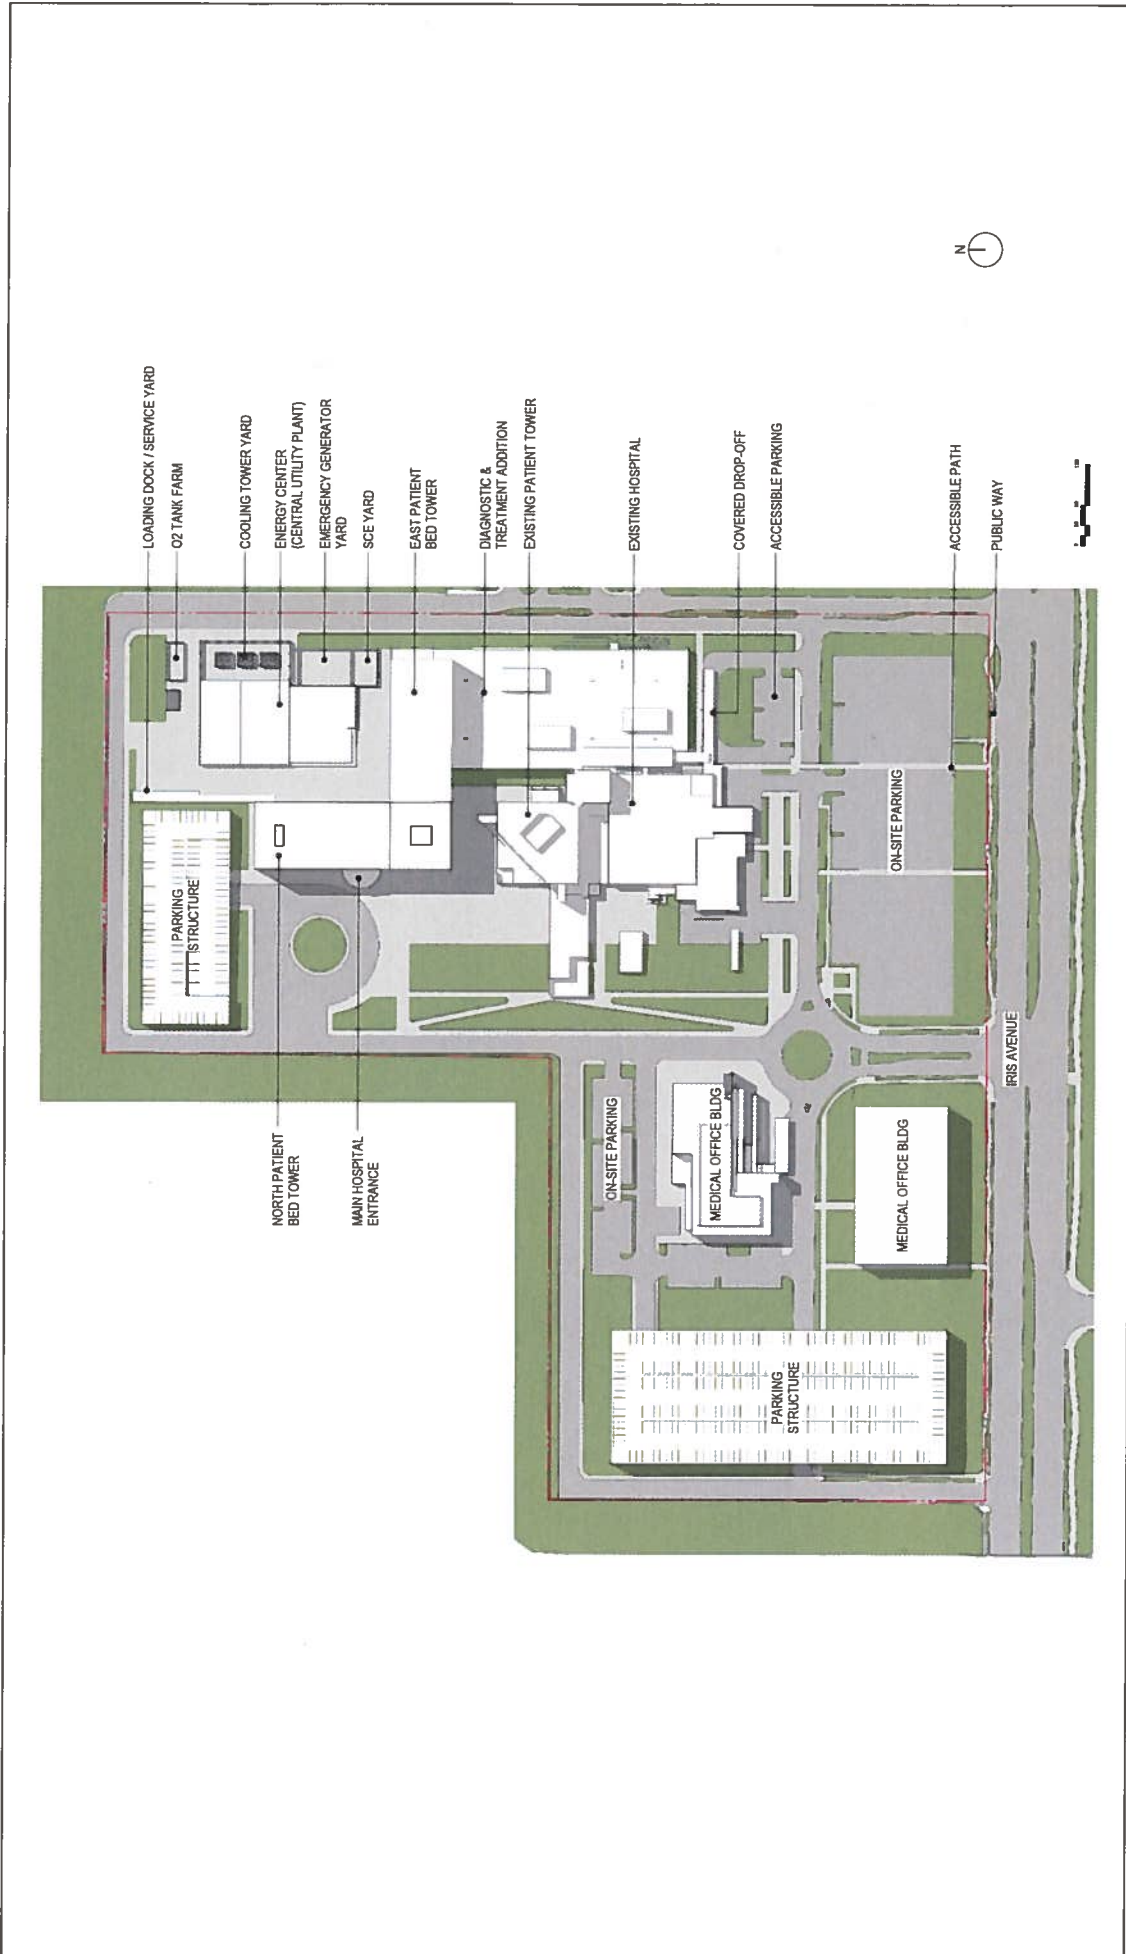 LOADING DOCK / SERVICE YARD
O2 TANK FARM
COOLING TOWER YARD
ENERGY CENTER
(CENTRAL UTILITY PLANT)
EMERGENCY GENERATOR
YARD
SCE YARD
EAST PATIENT
BED TOWER
DIAGNOSTIC &
TREATMENT ADDITION
EXISTING PATIENT TOWER
EXISTING HOSPITAL
COVERED DROP-OFF
ACCESSIBLE PARKING
ACCESSIBLE PATH
PUBLIC WAY
N
PARKING
STRUCTURE
NORTH PATIENT
BED TOWER
MAIN HOSPITAL
ENTRANCE
ON-SITE PARKING
MEDICAL OFFICE BLDG
MEDICAL OFFICE BLDG
PARKING
STRUCTURE
ON-SITE PARKING
IRIS AVENUE